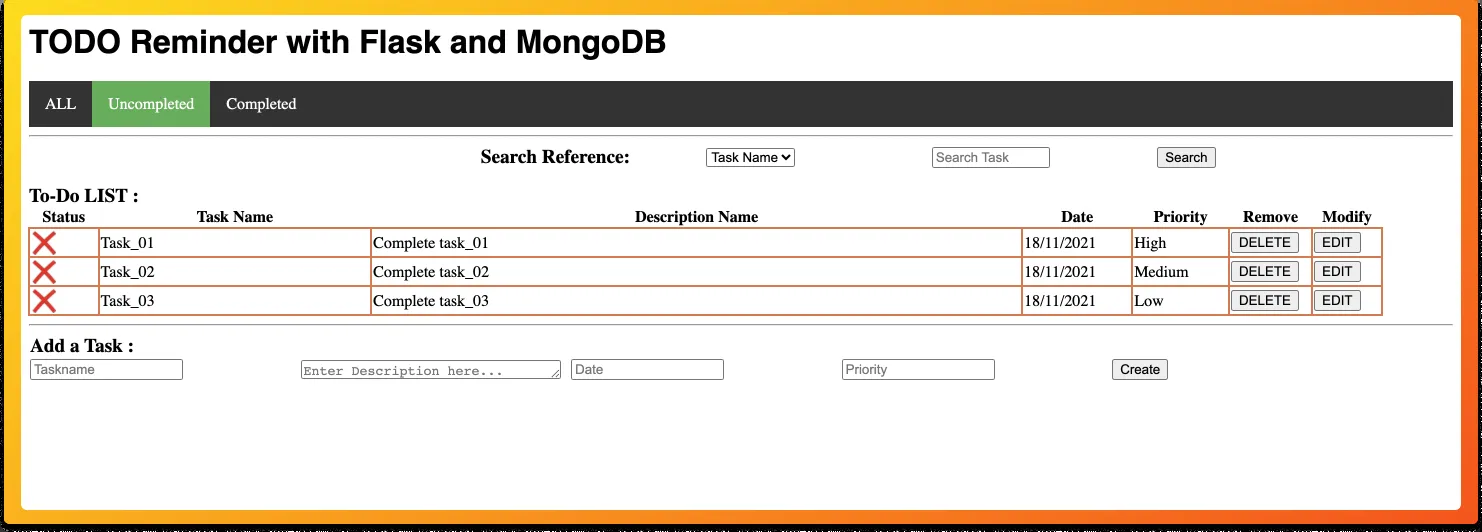 TODO Reminder with Flask and MongoDB
ALL Uncompleted Completed
Search Reference: Task Name Search Task Search
To-Do LIST :
Status Task Name Description Name Date Priority Remove Modify
Task_01 Complete task_01 18/11/2021 High DELETE EDIT
Task_02 Complete task_02 18/11/2021 Medium DELETE EDIT
Task_03 Complete task_03 18/11/2021 Low DELETE EDIT
Add a Task :
Taskname Enter Description here... Date Priority Create